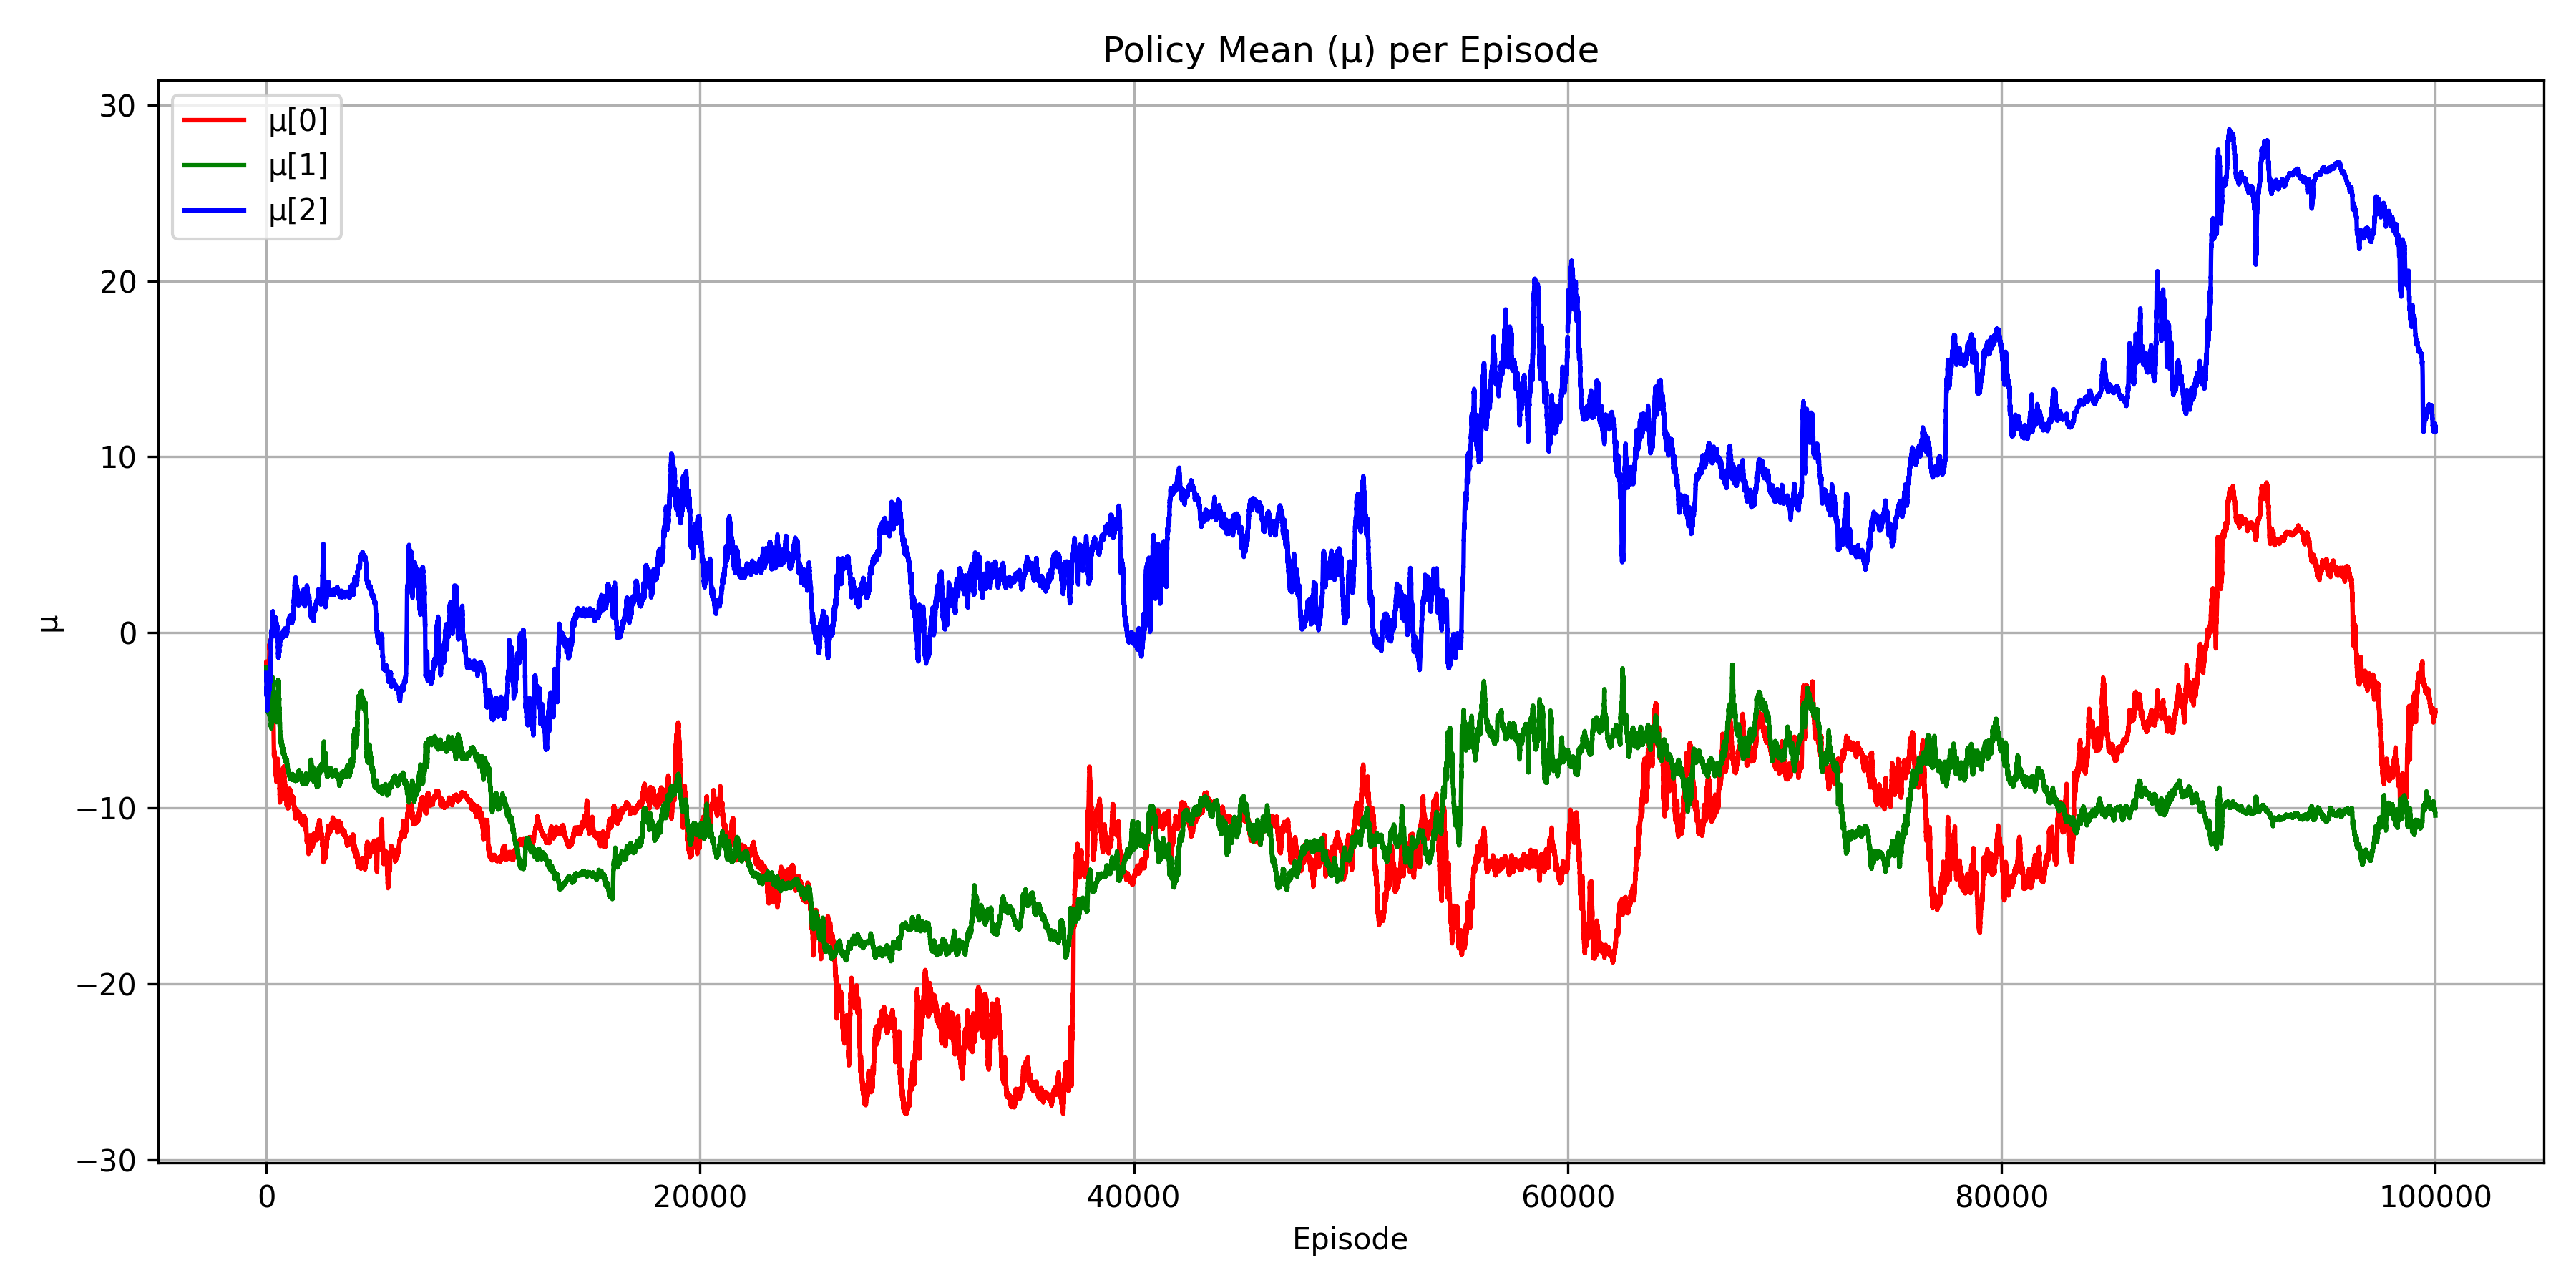 Policy Mean (μ) per Episode
30
20
10
0
−10
−20
−30
μ
μ[0]
μ[1]
μ[2]
0
20000
40000
60000
80000
100000
Episode